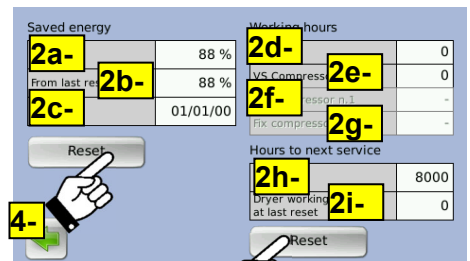 Saved energy
2a- 88 %
From last res 2b- 88 %
2c- 01/01/00
Reset
4-
Working hours
2d- 0
VS Compresso 2e- 0
2f- ressor n.1 -
Fix compresso 2g- -
Hours to next service
2h- 8000
Dryer working
at last reset 2i- 0
Reset